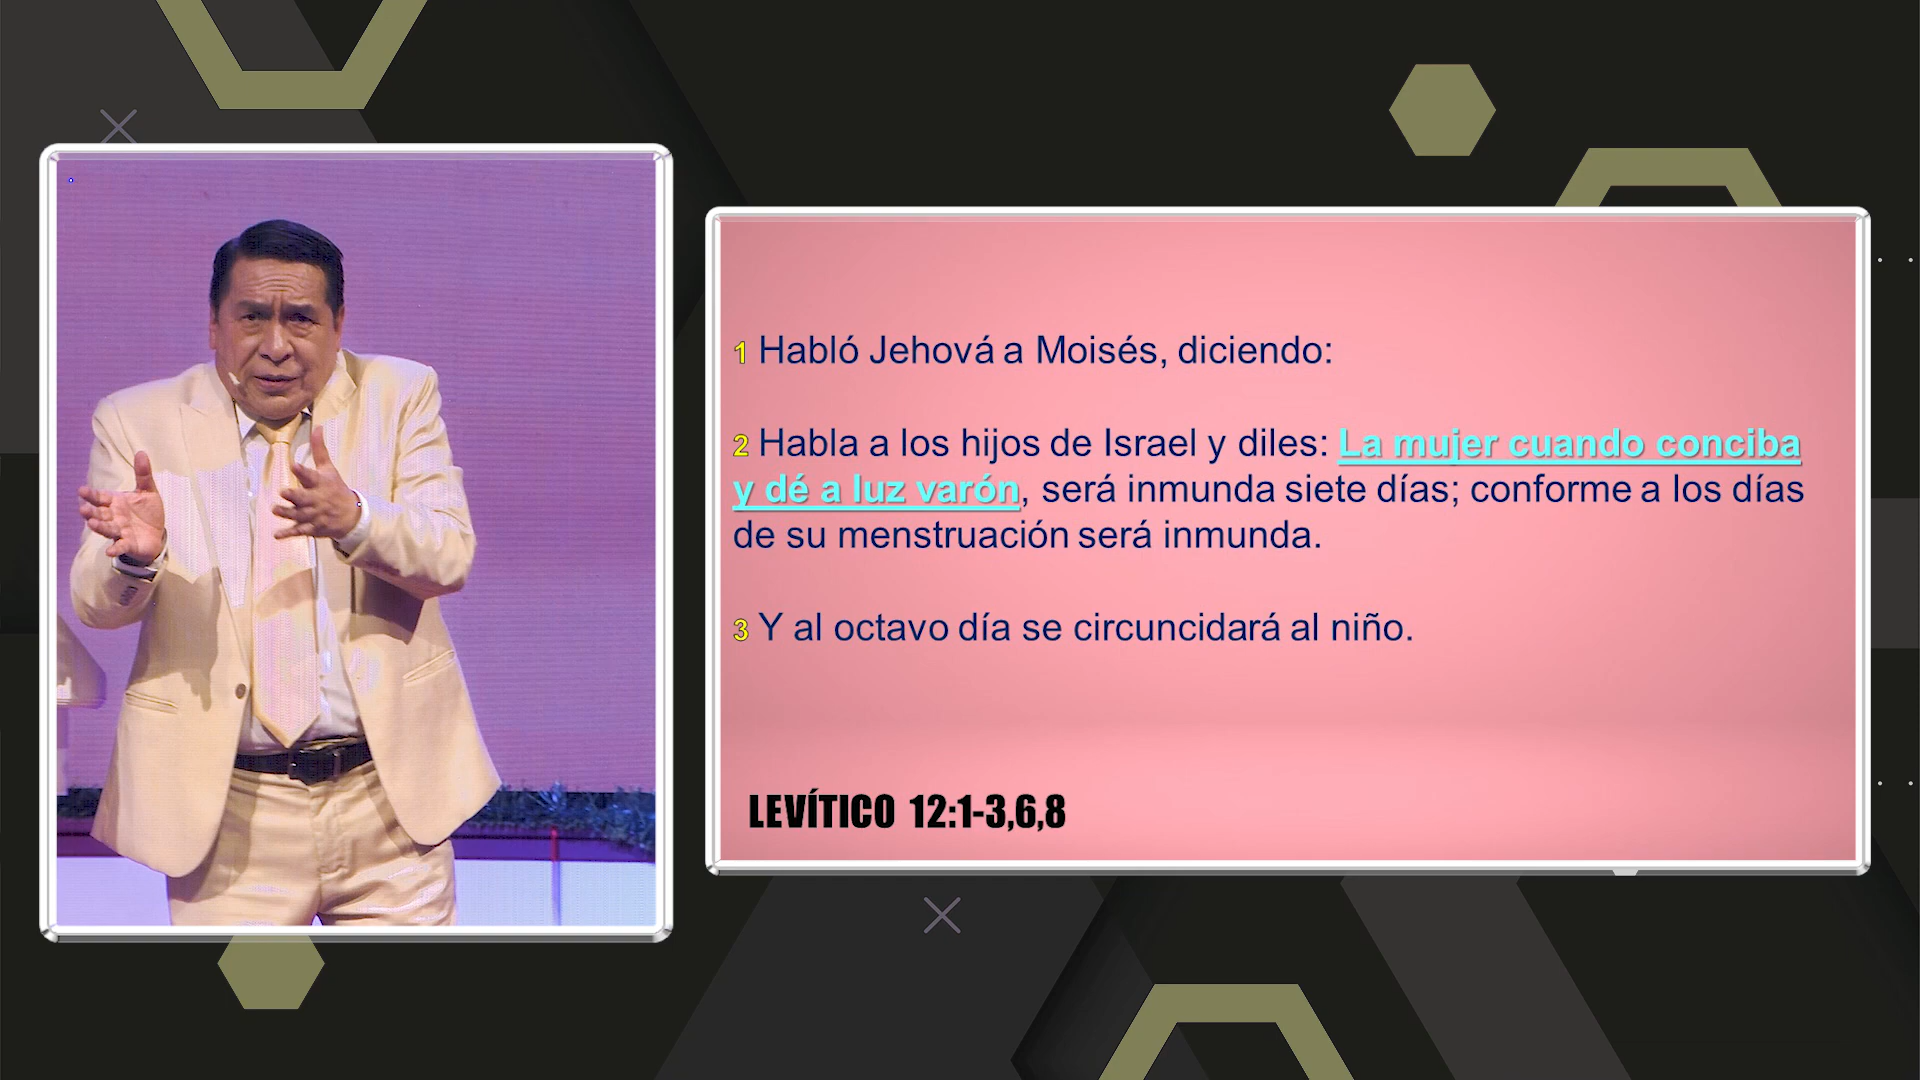 1 Habló Jehová a Moisés, diciendo:
2 Habla a los hijos de Israel y diles: La mujer cuando conciba
y dé a luz varón, será inmunda siete días; conforme a los días
de su menstruación será inmunda.
3 Y al octavo día se circuncidará al niño.
LEVÍTICO 12:1-3,6,8